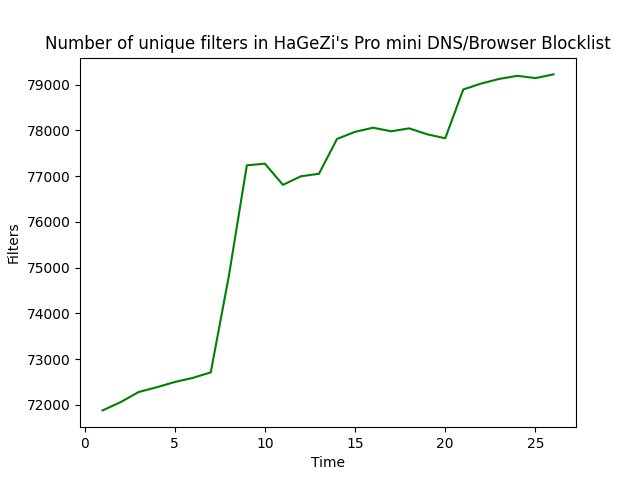 Number of unique filters in HaGeZi's Pro mini DNS/Browser Blocklist
79000
78000
77000
76000
75000
74000
73000
72000
Filters
0 5 10 15 20 25
Time